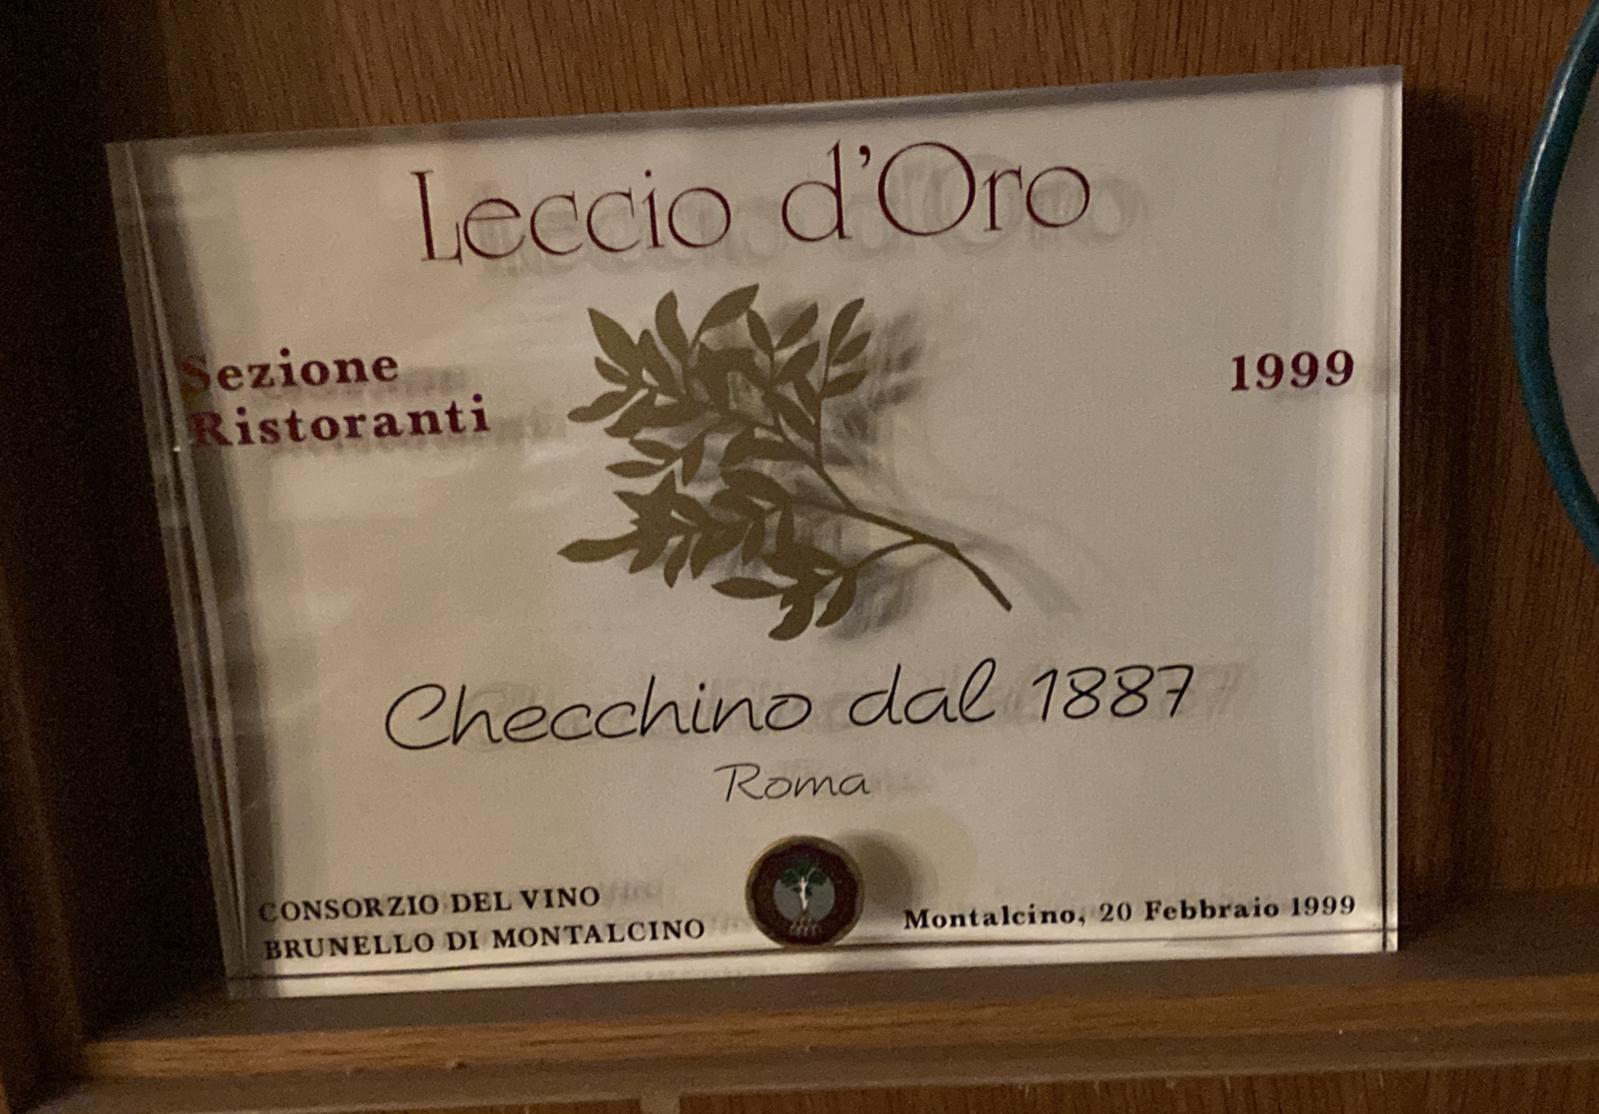 Leccio d'Oro
Sezione
Ristoranti
1999
Checchino dal 1887
Roma
CONSORZIO DEL VINO
BRUNELLO DI MONTALCINO
Montalcino, 20 Febbraio 1999